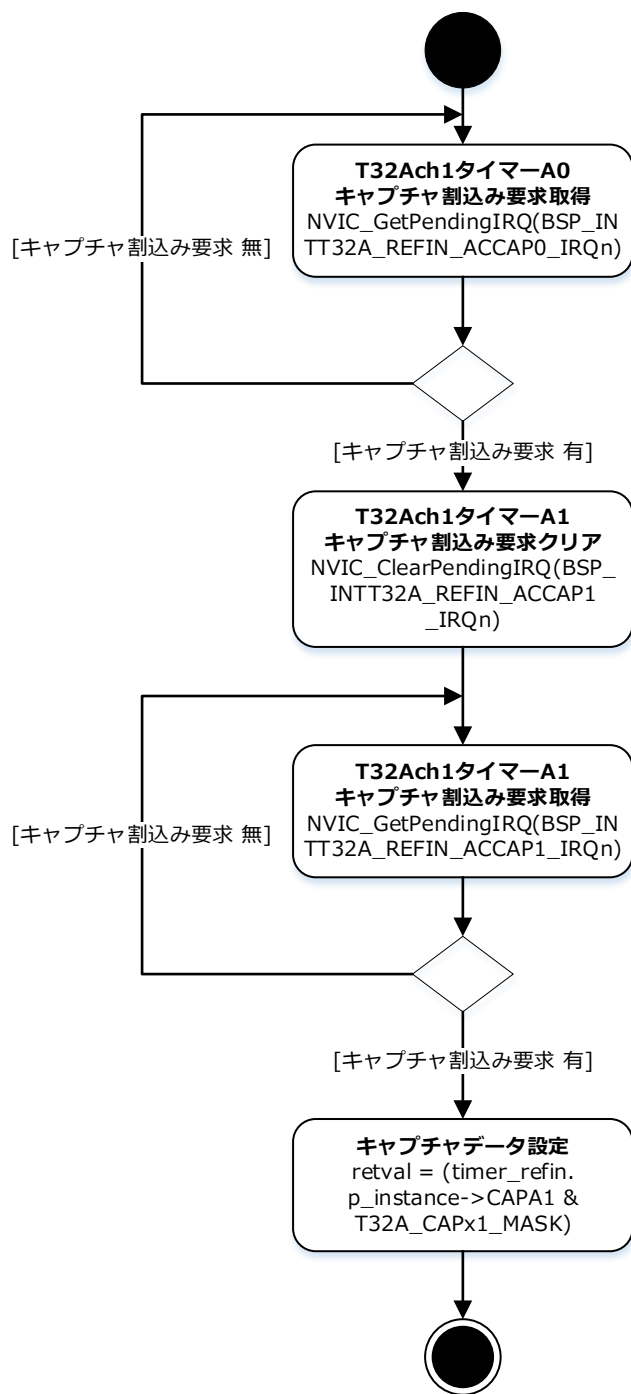 T32Ach1タイマーA0
キャプチャ割込み要求取得
NVIC_GetPendingIRQ(BSP_IN
TT32A_REFIN_ACCAP0_IRQn)
[キャプチャ割込み要求 無]
[キャプチャ割込み要求 有]
T32Ach1タイマーA1
キャプチャ割込み要求クリア
NVIC_ClearPendingIRQ(BSP_
INTT32A_REFIN_ACCAP1
_IRQn)
T32Ach1タイマーA1
キャプチャ割込み要求取得
NVIC_GetPendingIRQ(BSP_IN
TT32A_REFIN_ACCAP1_IRQn)
[キャプチャ割込み要求 無]
[キャプチャ割込み要求 有]
キャプチャデータ設定
retval = (timer_refin.
p_instance->CAPA1 &
T32A_CAPx1_MASK)